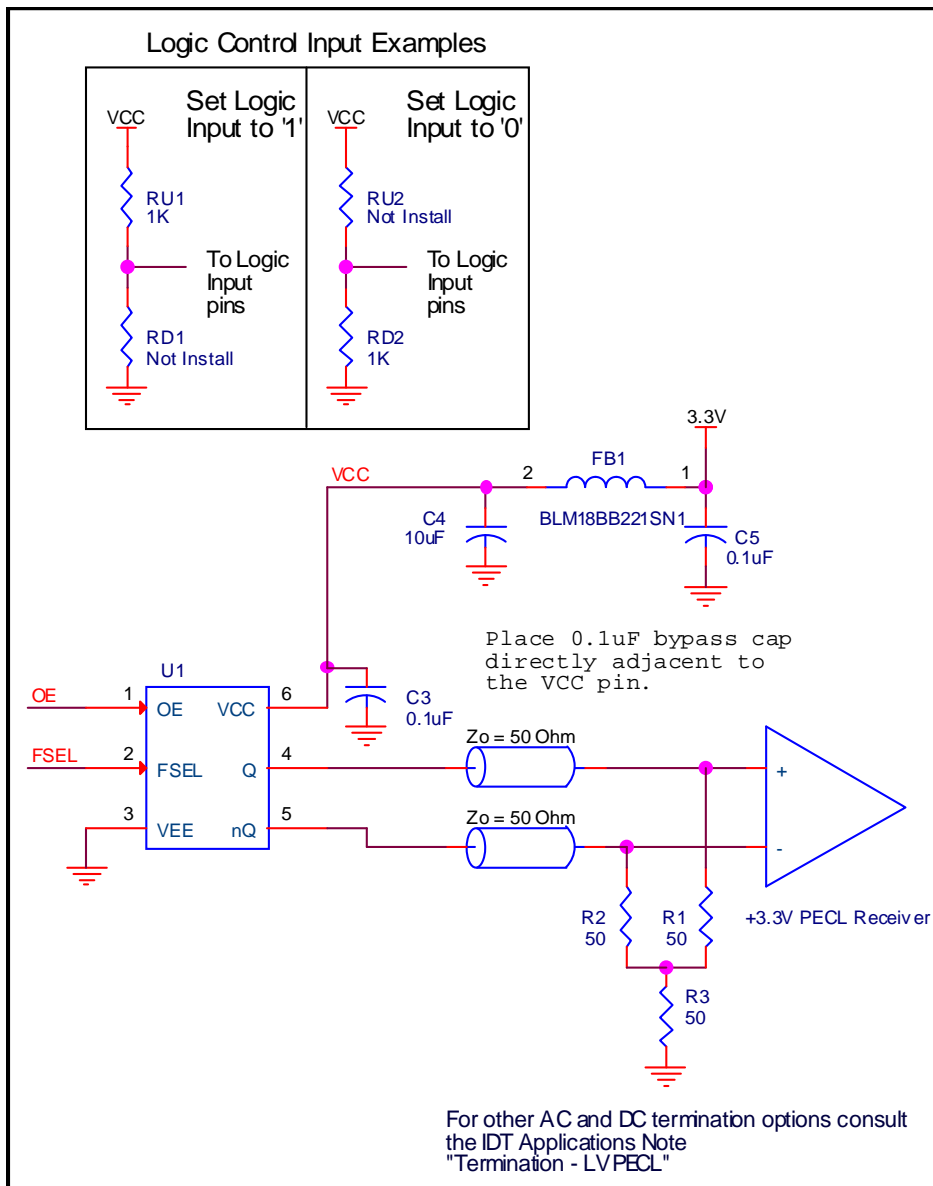 Logic Control Input Examples
Set Logic
Input to '1'
VCC
RU1
1K
To Logic
Input
pins
RD1
Not Install
Set Logic
Input to '0'
VCC
RU2
Not Install
To Logic
Input
pins
RD2
1K
3.3V
VCC
2
FB1
1
BLM18BB221SN1
C4
10uF
C5
0.1uF
Place 0.1uF bypass cap
directly adjacent to
the VCC pin.
U1
OE
1
OE
VCC
6
C3
0.1uF
FSEL
2
FSEL
Q
4
Zo = 50 Ohm
+
3
VEE
nQ
5
Zo = 50 Ohm
-
R2
50
R1
50
+3.3V PECL Receiver
R3
50
For other AC and DC termination options consult
the IDT Applications Note
"Termination - LVPECL"